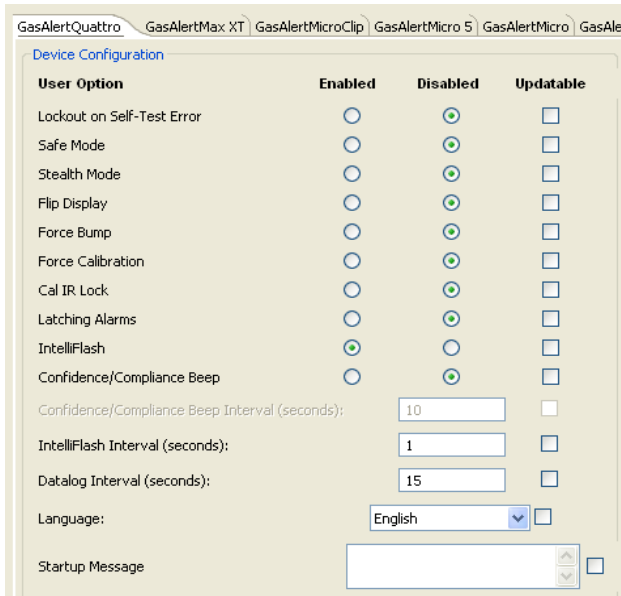 GasAlertQuattro GasAlertMax XT GasAlertMicroClip GasAlertMicro 5 GasAlertMicro GasAle
Device Configuration
User Option Enabled Disabled Updatable
Lockout on Self-Test Error
Safe Mode
Stealth Mode
Flip Display
Force Bump
Force Calibration
Cal IR Lock
Latching Alarms
IntelliFlash
Confidence/Compliance Beep
Confidence/Compliance Beep Interval (seconds): 10
IntelliFlash Interval (seconds): 1
Datalog Interval (seconds): 15
Language: English
Startup Message